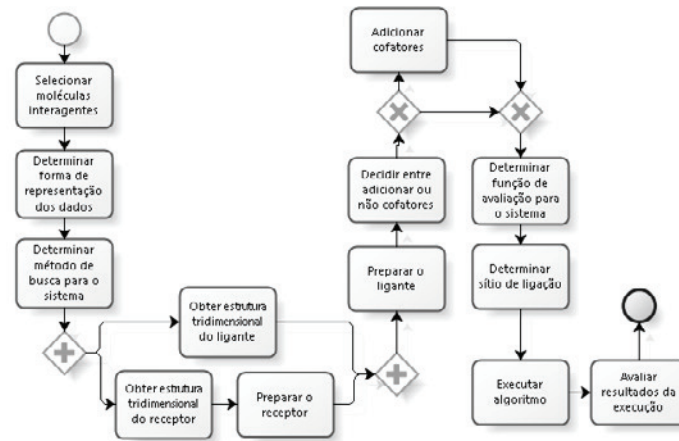 Selecionar
moléculas
interagentes
Determinar
forma de
representação
dos dados
Determinar
método de
busca para o
sistema
Obter estrutura
tridimensional
do ligante
Obter estrutura
tridimensional
do receptor
Preparar o
receptor
Preparar o
ligante
Decidir entre
adicionar ou
não cofatores
Adicionar
cofatores
Determinar
função de
avaliação para
o sistema
Determinar
sítio de ligação
Executar
algoritmo
Avaliar
resultados da
execução